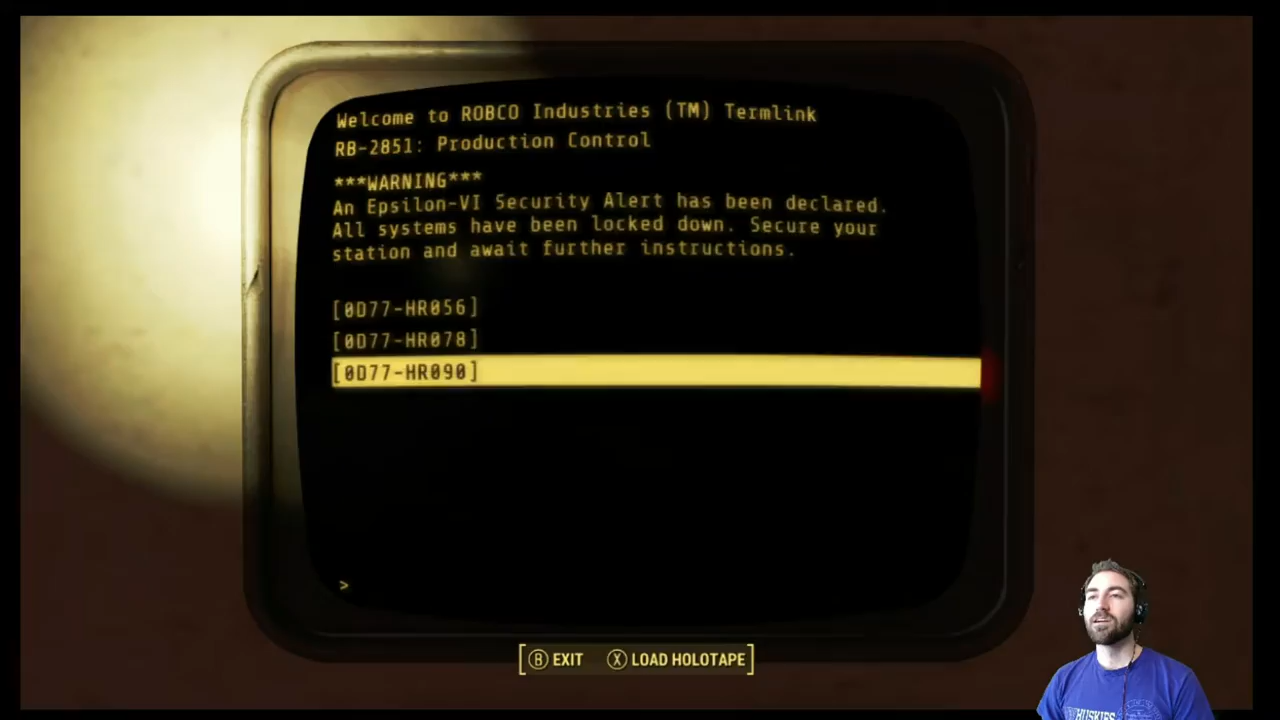 Welcome to ROBCO Industries (TM) Termlink
RB-2851: Production Control
***WARNING***
An Epsilon-VI Security Alert has been declared.
All systems have been locked down. Secure your
station and await further instructions.
[0D77-HR056]
[0D77-HR078]
[0D77-HR090]
>
[Ⓑ EXIT Ⓧ LOAD HOLOTAPE]
HUSKIES